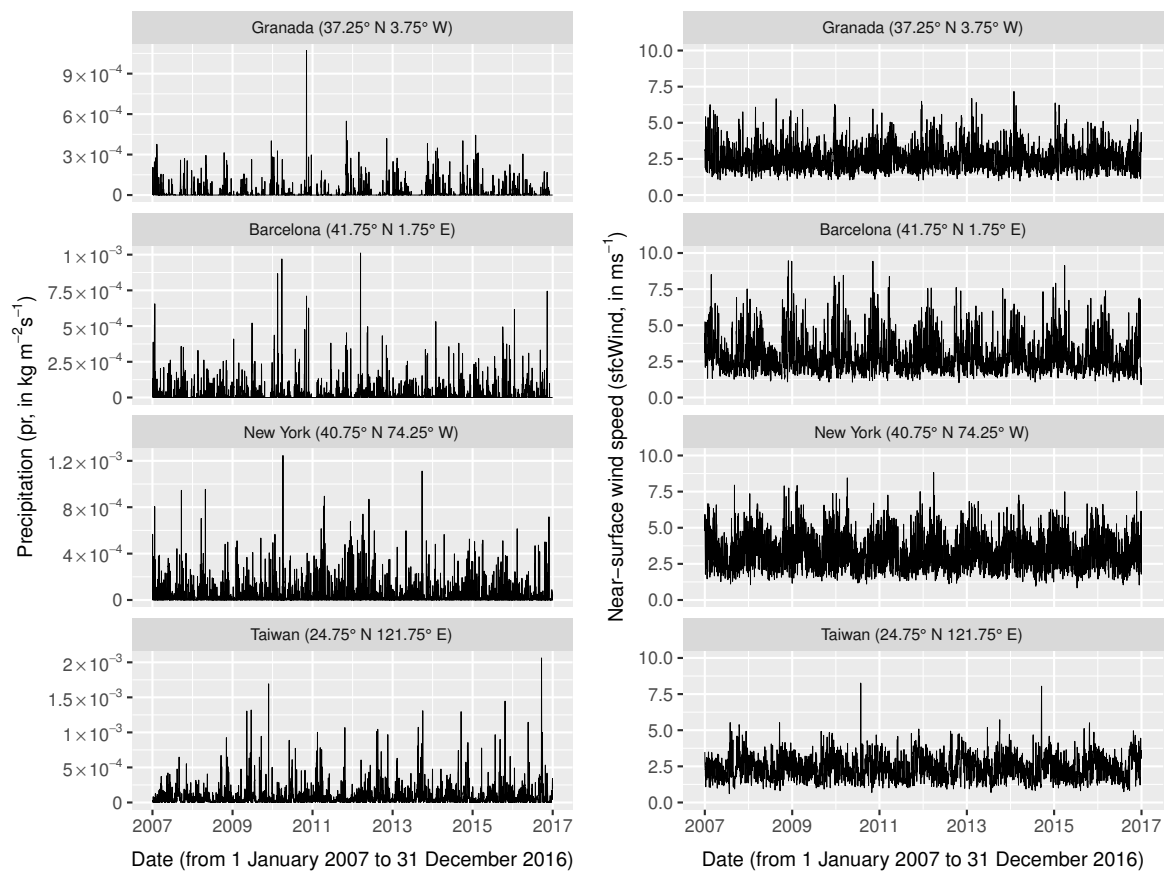 Granada (37.25° N 3.75° W)
9×10⁻⁴
6×10⁻⁴
3×10⁻⁴
0
Barcelona (41.75° N 1.75° E)
1×10⁻³
7.5×10⁻⁴
5×10⁻⁴
2.5×10⁻⁴
0
New York (40.75° N 74.25° W)
1.2×10⁻³
8×10⁻⁴
4×10⁻⁴
0
Taiwan (24.75° N 121.75° E)
2×10⁻³
1.5×10⁻³
1×10⁻³
5×10⁻⁴
0
2007 2009 2011 2013 2015 2017
Date (from 1 January 2007 to 31 December 2016)
Precipitation (pr, in kg m⁻²s⁻¹)
Granada (37.25° N 3.75° W)
10.0
7.5
5.0
2.5
0.0
Barcelona (41.75° N 1.75° E)
10.0
7.5
5.0
2.5
0.0
New York (40.75° N 74.25° W)
10.0
7.5
5.0
2.5
0.0
Taiwan (24.75° N 121.75° E)
10.0
7.5
5.0
2.5
0.0
2007 2009 2011 2013 2015 2017
Date (from 1 January 2007 to 31 December 2016)
Near−surface wind speed (sfcWind, in ms⁻¹)